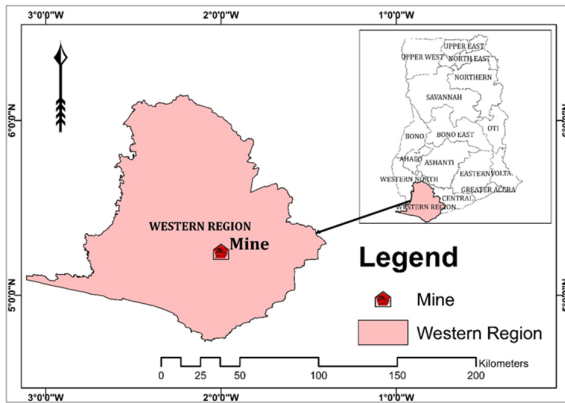 3°0'0"W 2°0'0"W 1°0'0"W
UPPER EAST
UPPER WEST NORTH EAST
NORTHERN
SAVANNAH
OTI
BONO BONO EAST
AHAFO ASHANTI
EASTERN VOLTA
WESTERN NORTH
GREATER ACCRA
CENTRAL
WESTERN REGION
6°0'0"N
WESTERN REGION
Mine
5°0'0"N
Legend
Mine
Western Region
Kilometers
0 25 50 100 150 200
3°0'0"W 2°0'0"W 1°0'0"W